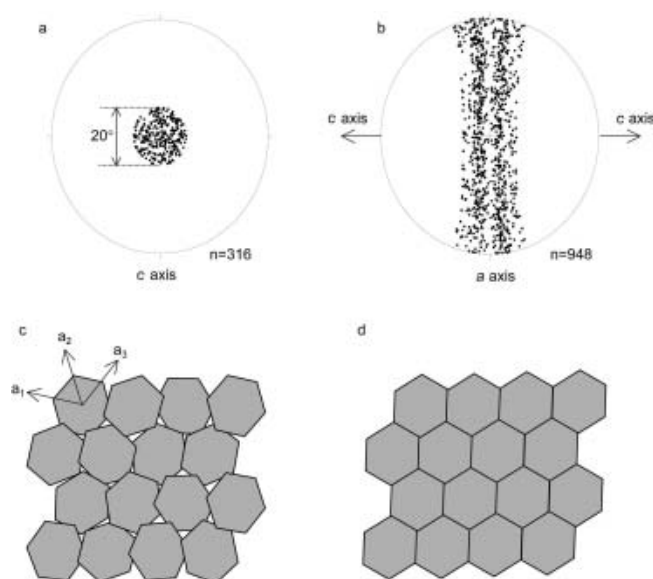 a
20°
n=316
c axis
b
c axis
c axis
n=948
a axis
c
a₁
a₂
a₃
d